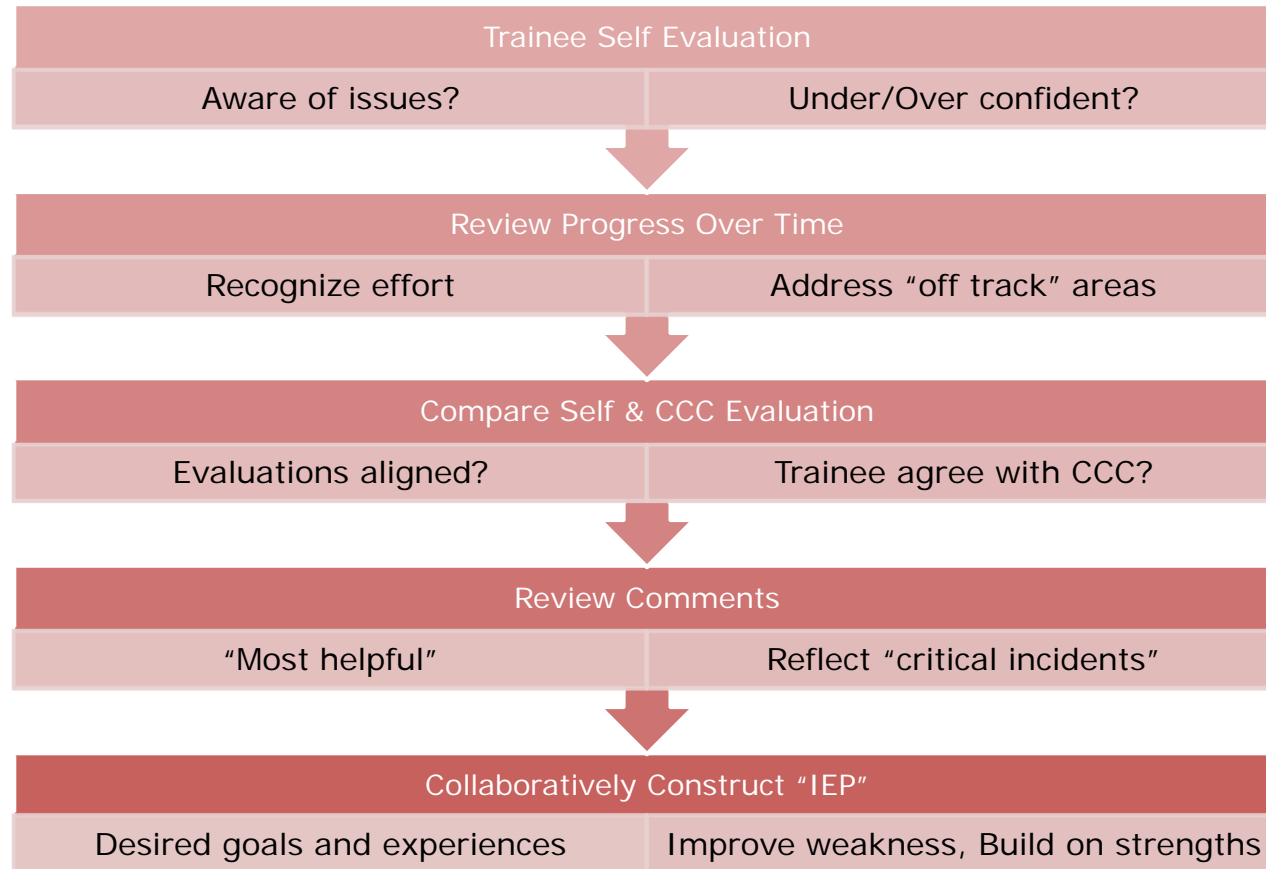 Trainee Self Evaluation
Aware of issues?
Under/Over confident?
Review Progress Over Time
Recognize effort
Address “off track” areas
Compare Self & CCC Evaluation
Evaluations aligned?
Trainee agree with CCC?
Review Comments
“Most helpful”
Reflect “critical incidents”
Collaboratively Construct “IEP”
Desired goals and experiences
Improve weakness, Build on strengths